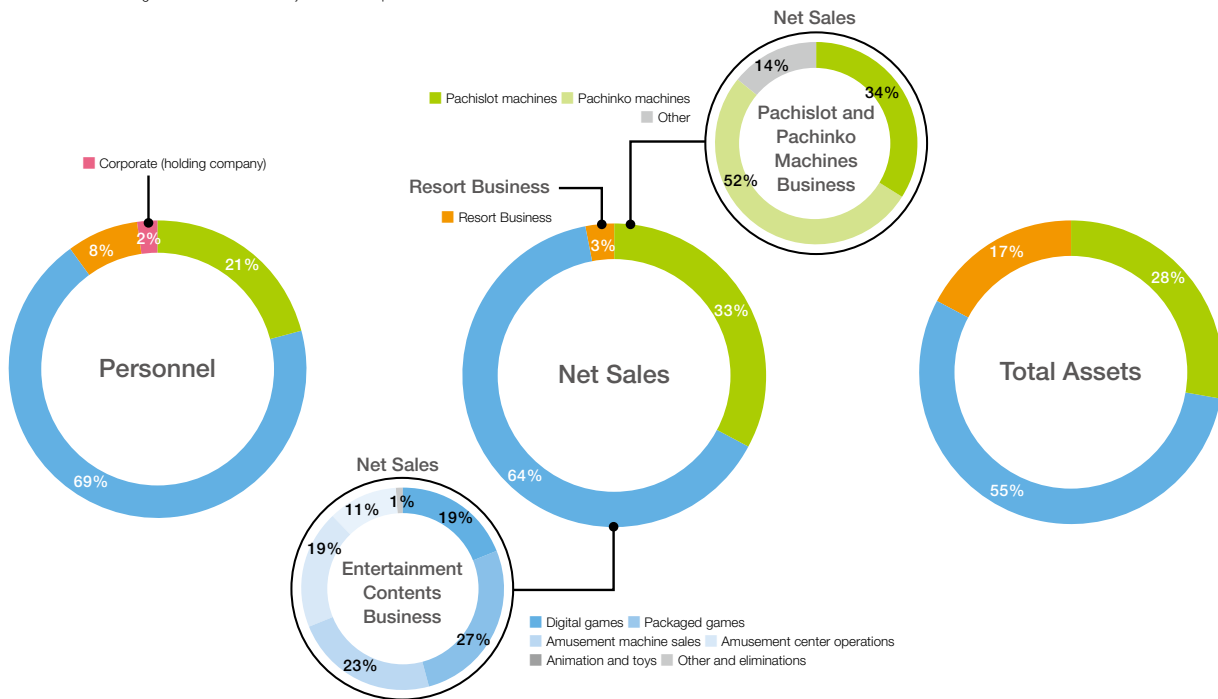 Net Sales
14%
34%
52%
Pachislot and
Pachinko
Machines
Business
Pachislot machines Pachinko machines
Other
Corporate (holding company)
Resort Business
Resort Business
2%
8%
21%
69%
Personnel
3%
33%
64%
Net Sales
17%
28%
55%
Total Assets
Net Sales
1%
11%
19%
19%
27%
23%
Entertainment
Contents
Business
Digital games Packaged games
Amusement machine sales Amusement center operations
Animation and toys Other and eliminations